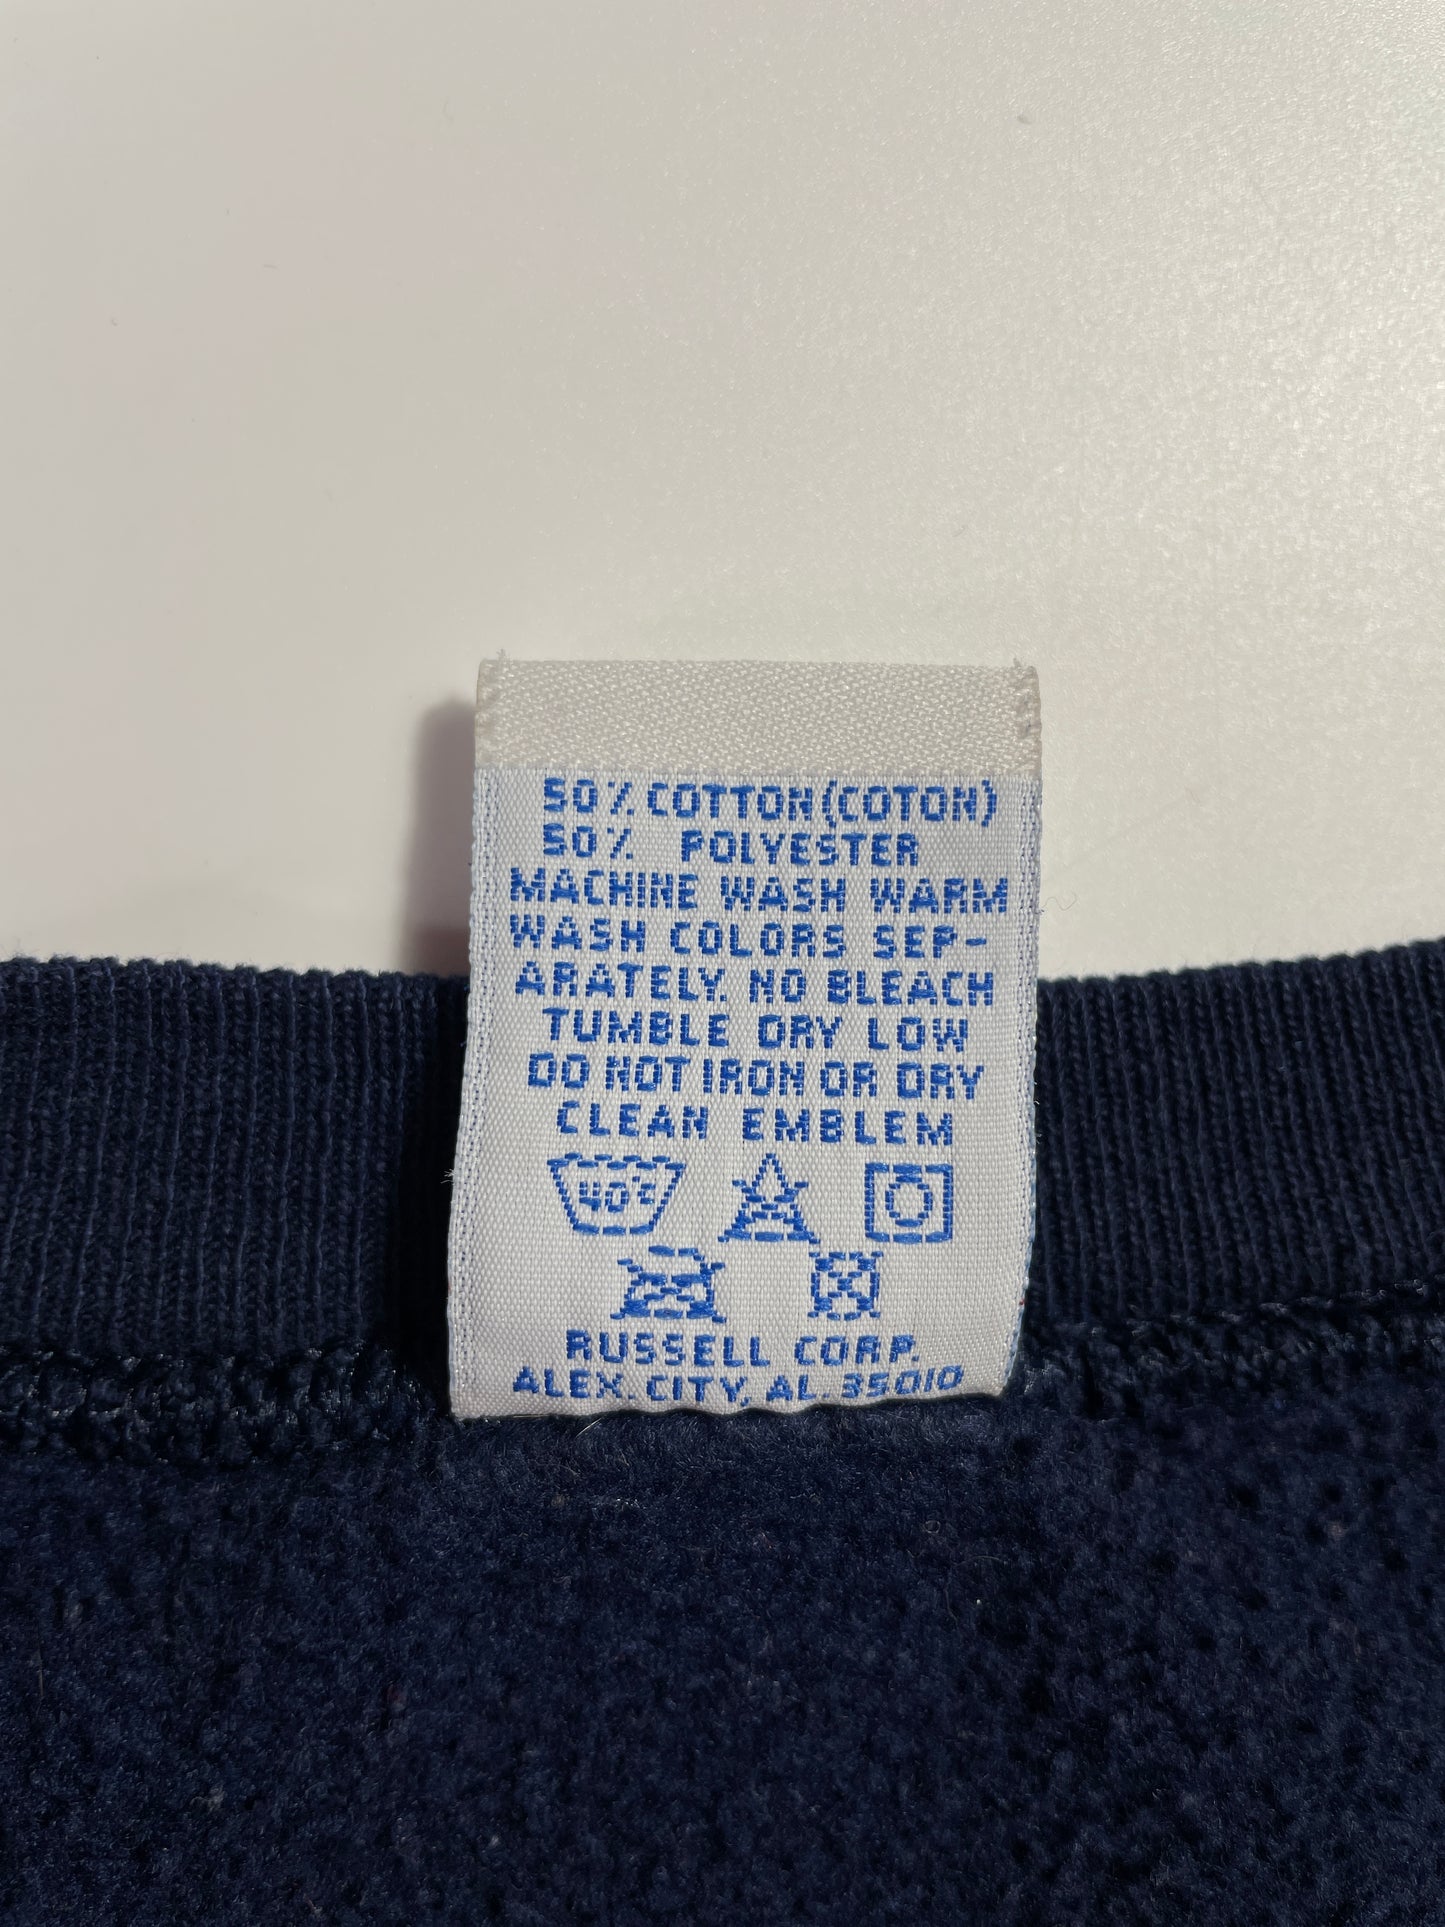 50% COTTON (COTON)
50% POLYESTER
MACHINE WASH WARM
WASH COLORS SEP-
ARATELY. NO BLEACH
TUMBLE DRY LOW
DO NOT IRON OR DRY
CLEAN EMBLEM
40°C
RUSSELL CORP.
ALEX. CITY, AL. 35010